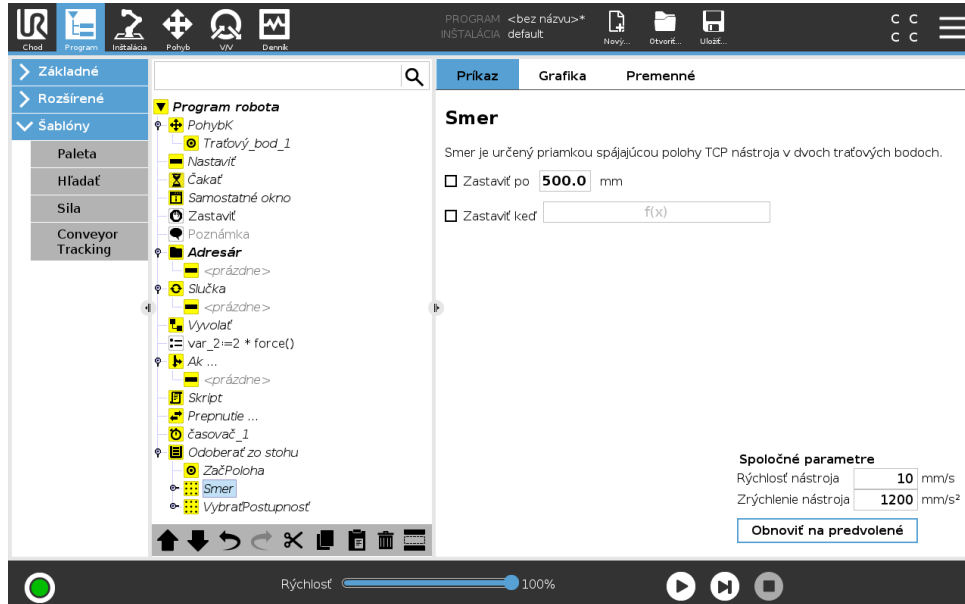 UR
Chod
Program
Inštalácia
Pohyb
V/V
Denník
PROGRAM <bez názvu>*
INŠTALÁCIA default
Nový...
Otvoriť...
Uložiť...
C C
C C
Základné
Rozšírené
Šablóny
Paleta
Hľadať
Sila
Conveyor
Tracking
Program robota
PohybK
Traťový_bod_1
Nastaviť
Čakať
Samostatné okno
Zastaviť
Poznámka
Adresár
<prázdne>
Slučka
<prázdne>
Vyvolať
var_2:=2 * force()
Ak ...
<prázdne>
Skript
Prepnutie ...
časovač_1
Odoberať zo stohu
ZačPoloha
Smer
VybraťPostupnosť
Príkaz
Grafika
Premenné
Smer
Smer je určený priamkou spájajúcou polohy TCP nástroja v dvoch traťových bodoch.
Zastaviť po 500.0 mm
Zastaviť keď f(x)
Spoločné parametre
Rýchlosť nástroja 10 mm/s
Zrýchlenie nástroja 1200 mm/s²
Obnoviť na predvolené
Rýchlosť 100%